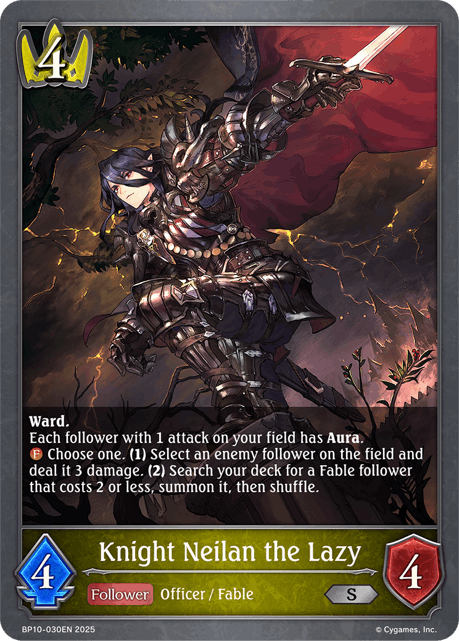 4
Ward.
Each follower with 1 attack on your field has Aura.
F Choose one. (1) Select an enemy follower on the field and
deal it 3 damage. (2) Search your deck for a Fable follower
that costs 2 or less, summon it, then shuffle.
Knight Neilan the Lazy
4
Follower Officer / Fable
S
4
BP10-030EN 2025
© Cygames, Inc.